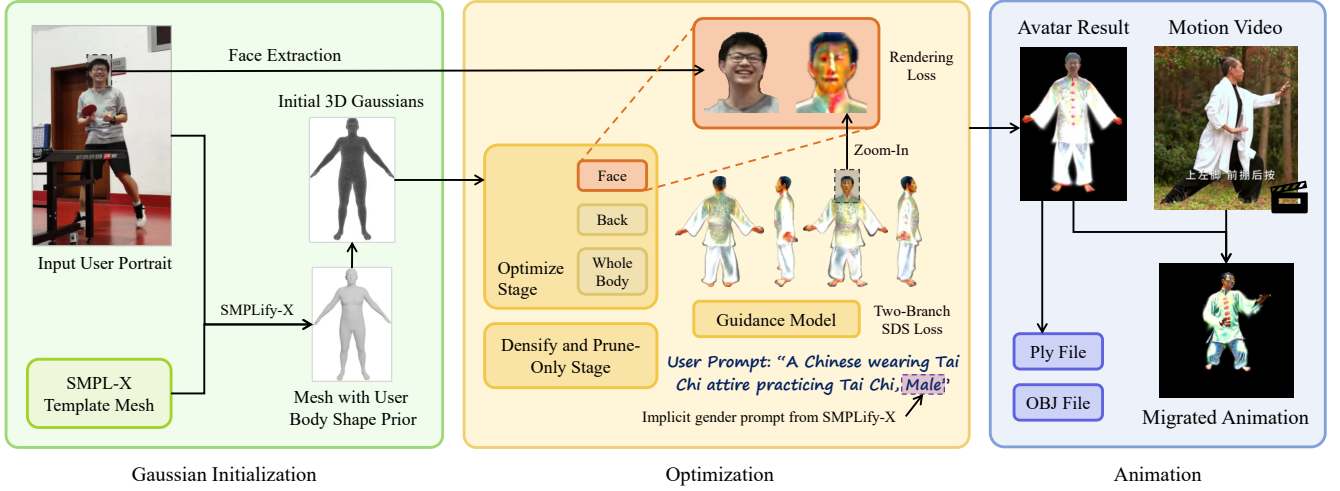 Face Extraction
Initial 3D Gaussians
Input User Portrait
SMPLify-X
SMPL-X
Template Mesh
Mesh with User
Body Shape Prior
Gaussian Initialization
Rendering
Loss
Zoom-In
Face
Back
Whole
Body
Optimize
Stage
Densify and Prune-
Only Stage
Guidance Model
Two-Branch
SDS Loss
User Prompt: “A Chinese wearing Tai
Chi attire practicing Tai Chi, Male”
Implicit gender prompt from SMPLify-X
Optimization
Avatar Result
Motion Video
上左脚 前掤后按
Ply File
OBJ File
Migrated Animation
Animation